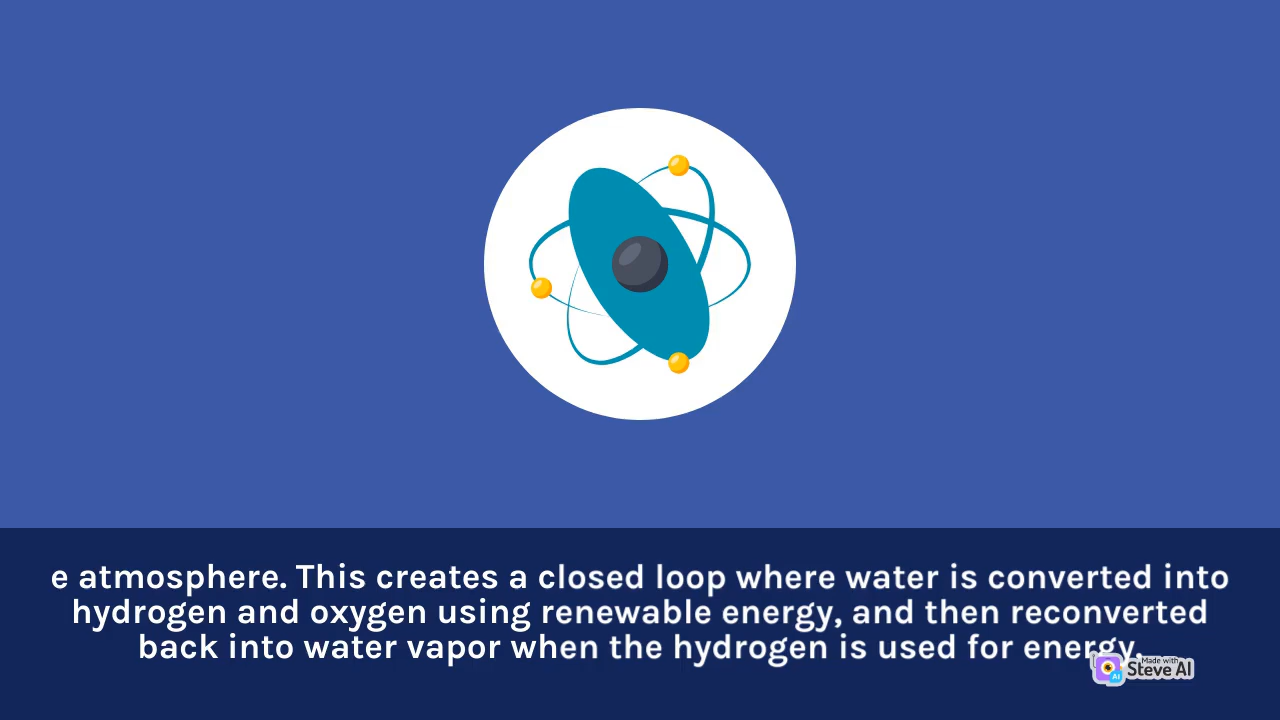 e atmosphere. This creates a closed loop where water is converted into
hydrogen and oxygen using renewable energy, and then reconverted
back into water vapor when the hydrogen is used for energy.
Made with
Steve AI
AI